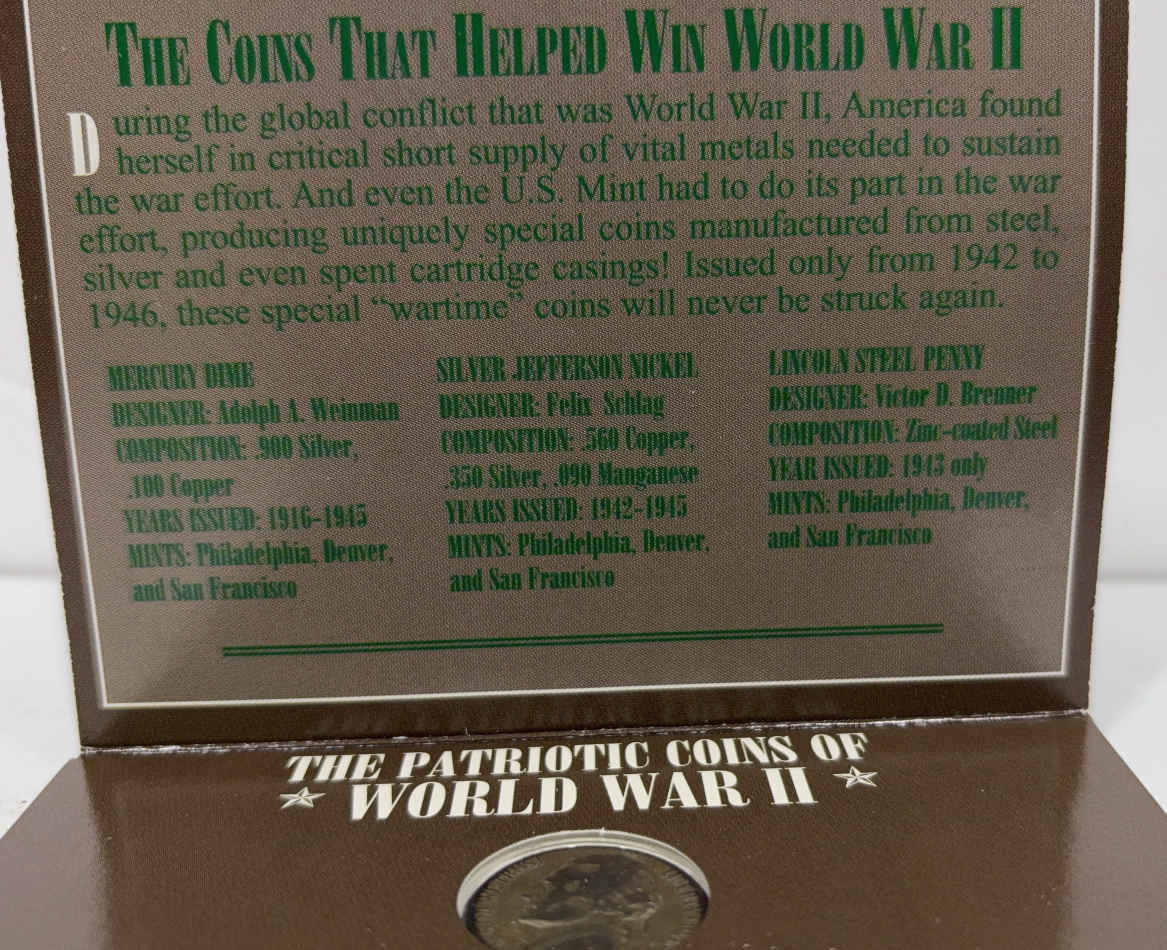 THE COINS THAT HELPED WIN WORLD WAR II
During the global conflict that was World War II, America found
herself in critical short supply of vital metals needed to sustain
the war effort. And even the U.S. Mint had to do its part in the war
effort, producing uniquely special coins manufactured from steel,
silver and even spent cartridge casings! Issued only from 1942 to
1946, these special “wartime” coins will never be struck again.
MERCURY DIME
DESIGNER: Adolph A. Weinman
COMPOSITION: .900 Silver,
.100 Copper
YEARS ISSUED: 1916-1945
MINTS: Philadelphia, Denver,
and San Francisco
SILVER JEFFERSON NICKEL
DESIGNER: Felix Schlag
COMPOSITION: .560 Copper,
.350 Silver, .090 Manganese
YEARS ISSUED: 1942-1945
MINTS: Philadelphia, Denver,
and San Francisco
LINCOLN STEEL PENNY
DESIGNER: Victor D. Brenner
COMPOSITION: Zinc-coated Steel
YEAR ISSUED: 1943 only
MINTS: Philadelphia, Denver,
and San Francisco
THE PATRIOTIC COINS OF
WORLD WAR II